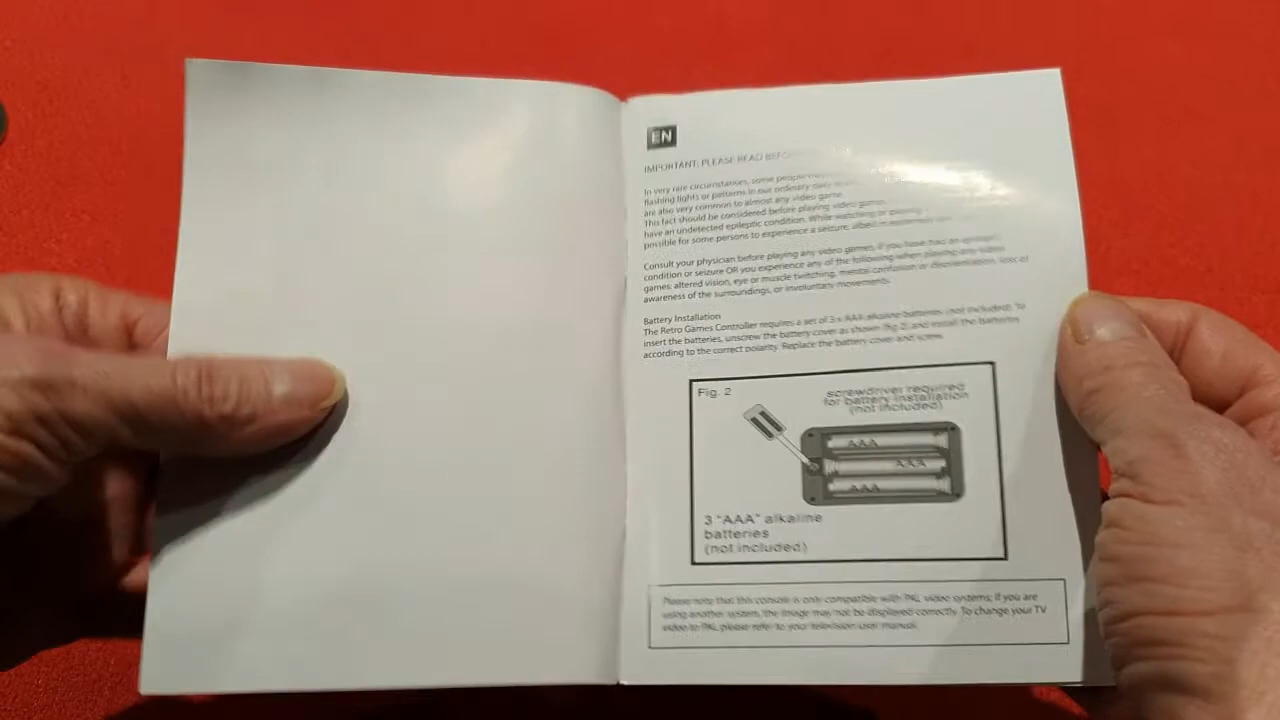 EN
IMPORTANT: PLEASE READ BEFO
In very rare circumstances, some people may
flashing lights or patterns in our ordinary daily
are also very common to almost any video game.
This fact should be considered before playing video games.
have an undetected epileptic condition. While watching or playing
possible for some persons to experience a seizure,
Consult your physician before playing any video games, if you have had an epileptic
condition or seizure OR you experience any of the following when playing any video
games: altered vision, eye or muscle twitching, mental confusion or disorientation, loss of
awareness of the surroundings, or involuntary movements.
Battery Installation
The Retro Games Controller requires a set of 3 x AAA alkaline batteries (not included). To
insert the batteries, unscrew the battery cover as shown (fig 2) and install the batteries
according to the correct polarity. Replace the battery cover and screw.
Fig. 2
screwdriver required
for battery installation
(not included)
AAA
AAA
AAA
3 "AAA" alkaline
batteries
(not included)
Please note that this console is only compatible with PAL video systems; if you are
using another system, the image may not be displayed correctly. To change your TV
video to PAL, please refer to your television user manual.